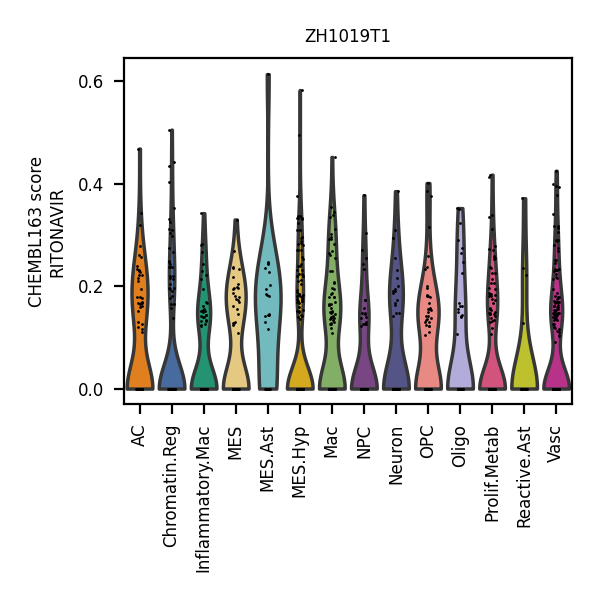 ZH1019T1
CHEMBL163 score
RITONAVIR
0.6
0.4
0.2
0.0
AC
Chromatin.Reg
Inflammatory.Mac
MES
MES.Ast
MES.Hyp
Mac
NPC
Neuron
OPC
Oligo
Prolif.Metab
Reactive.Ast
Vasc